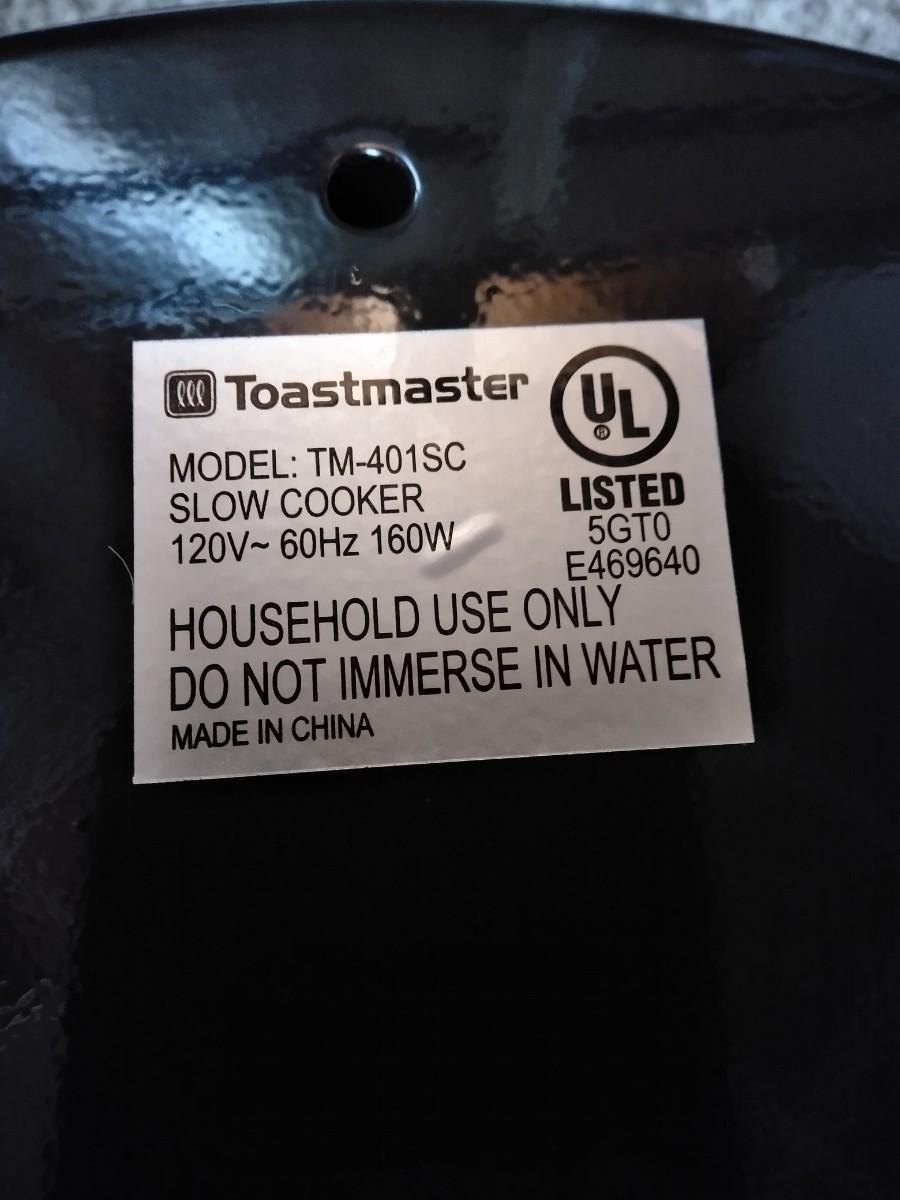 Toastmaster
UL
®
LISTED
5GT0
E469640
MODEL: TM-401SC
SLOW COOKER
120V~ 60Hz 160W
HOUSEHOLD USE ONLY
DO NOT IMMERSE IN WATER
MADE IN CHINA